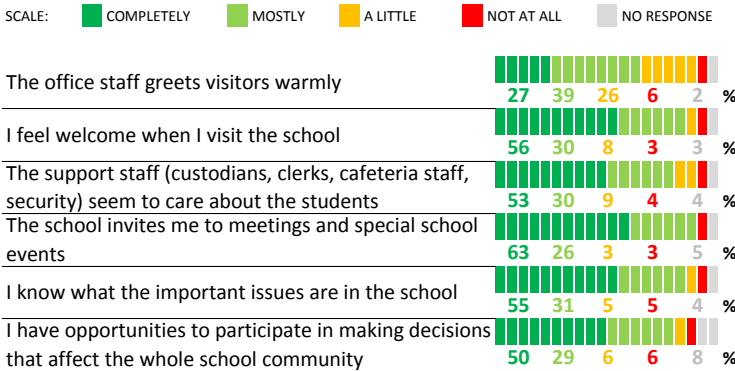 SCALE: COMPLETELY MOSTLY A LITTLE NOT AT ALL NO RESPONSE
The office staff greets visitors warmly
27 39 26 6 2 %
I feel welcome when I visit the school
56 30 8 3 3 %
The support staff (custodians, clerks, cafeteria staff,
security) seem to care about the students
53 30 9 4 4 %
The school invites me to meetings and special school
events
63 26 3 3 5 %
I know what the important issues are in the school
55 31 5 5 4 %
I have opportunities to participate in making decisions
that affect the whole school community
50 29 6 6 8 %